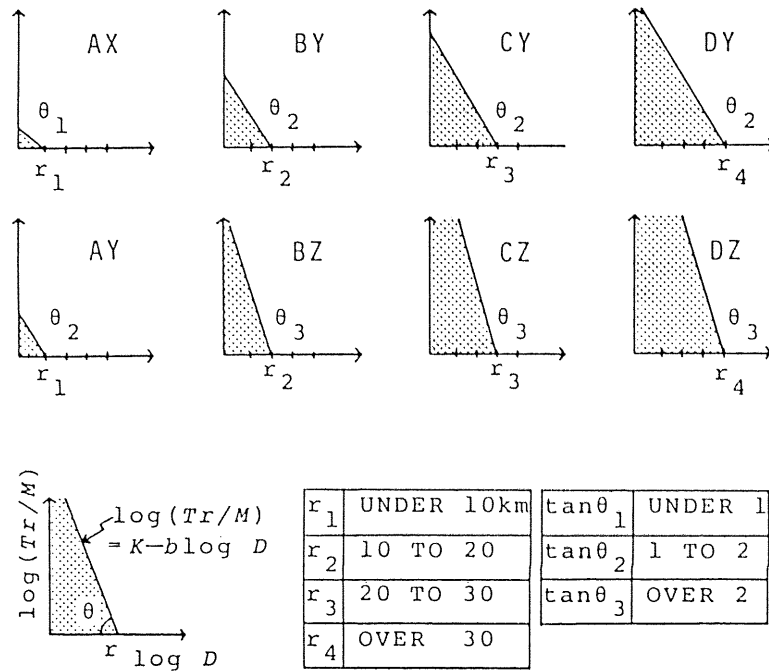 AX
θ1
r1
BY
θ2
r2
CY
θ2
r3
DY
θ2
r4
AY
θ2
r1
BZ
θ3
r2
CZ
θ3
r3
DZ
θ3
r4
log(Tr/M)
log(Tr/M)
= K—blog D
θ
r
log D
r1 UNDER 10km
r2 10 TO 20
r3 20 TO 30
r4 OVER 30
tanθ1 UNDER 1
tanθ2 1 TO 2
tanθ3 OVER 2